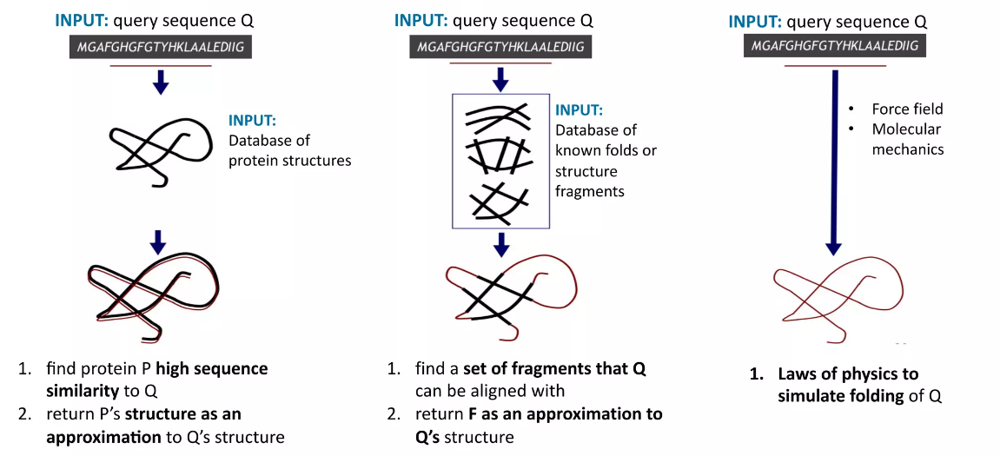 INPUT: query sequence Q
MGAFGHGFGTYHKLAALEDIIG
INPUT:
Database of
protein structures
1. find protein P high sequence
similarity to Q
2. return P's structure as an
approximation to Q's structure
INPUT: query sequence Q
MGAFGHGFGTYHKLAALEDIIG
INPUT:
Database of
known folds or
structure
fragments
1. find a set of fragments that Q
can be aligned with
2. return F as an approximation to
Q's structure
INPUT: query sequence Q
MGAFGHGFGTYHKLAALEDIIG
• Force field
• Molecular
mechanics
1. Laws of physics to
simulate folding of Q